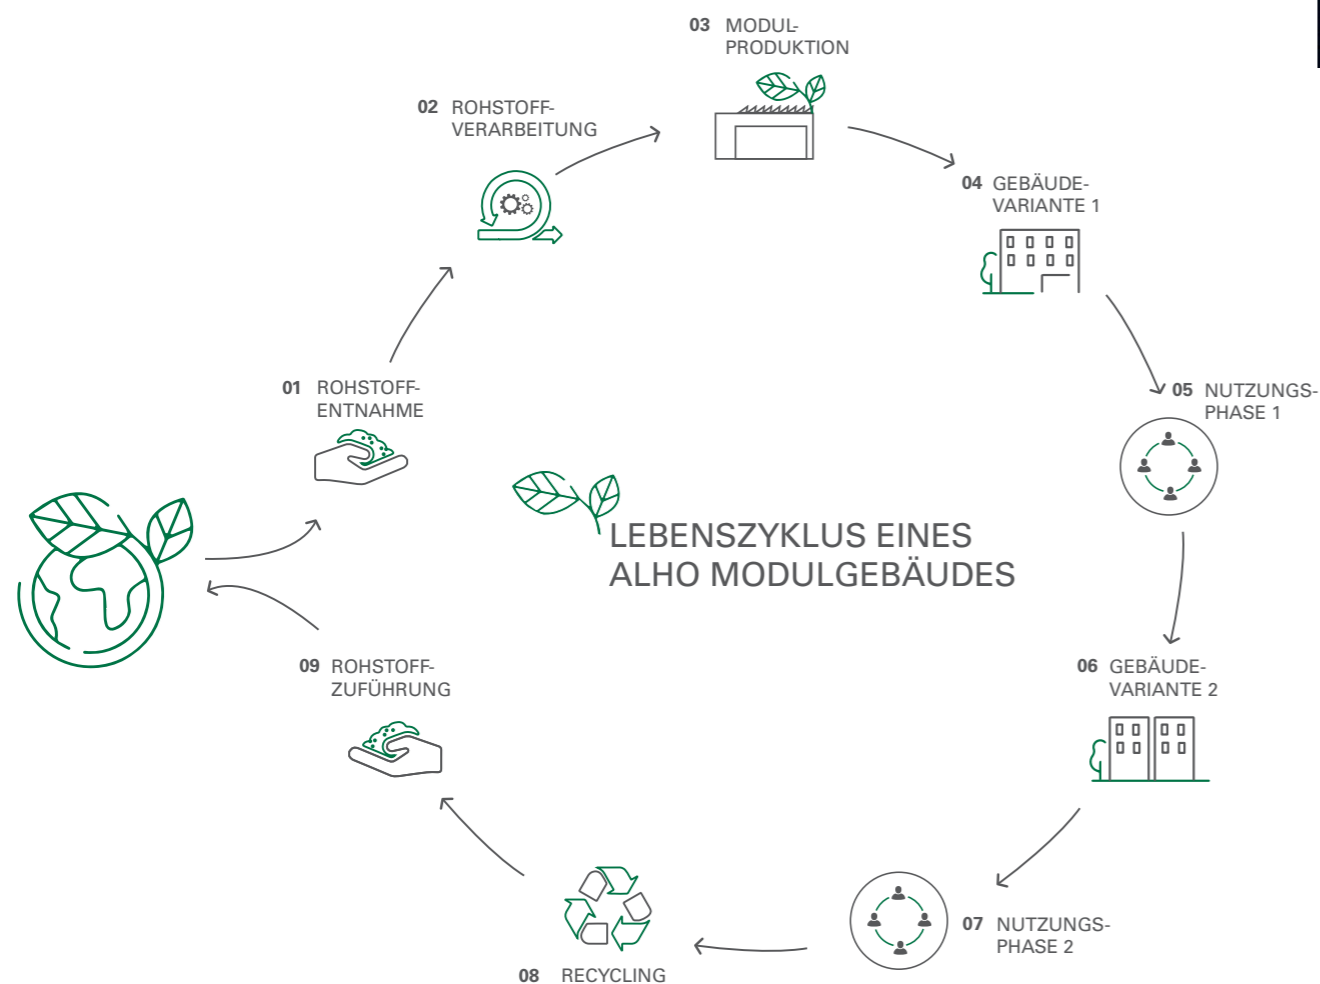 03 MODUL-
PRODUKTION
02 ROHSTOFF-
VERARBEITUNG
04 GEBÄUDE-
VARIANTE 1
01 ROHSTOFF-
ENTNAHME
05 NUTZUNGS-
PHASE 1
LEBENSZYKLUS EINES
ALHO MODULGEBÄUDES
09 ROHSTOFF-
ZUFÜHRUNG
06 GEBÄUDE-
VARIANTE 2
07 NUTZUNGS-
PHASE 2
08 RECYCLING